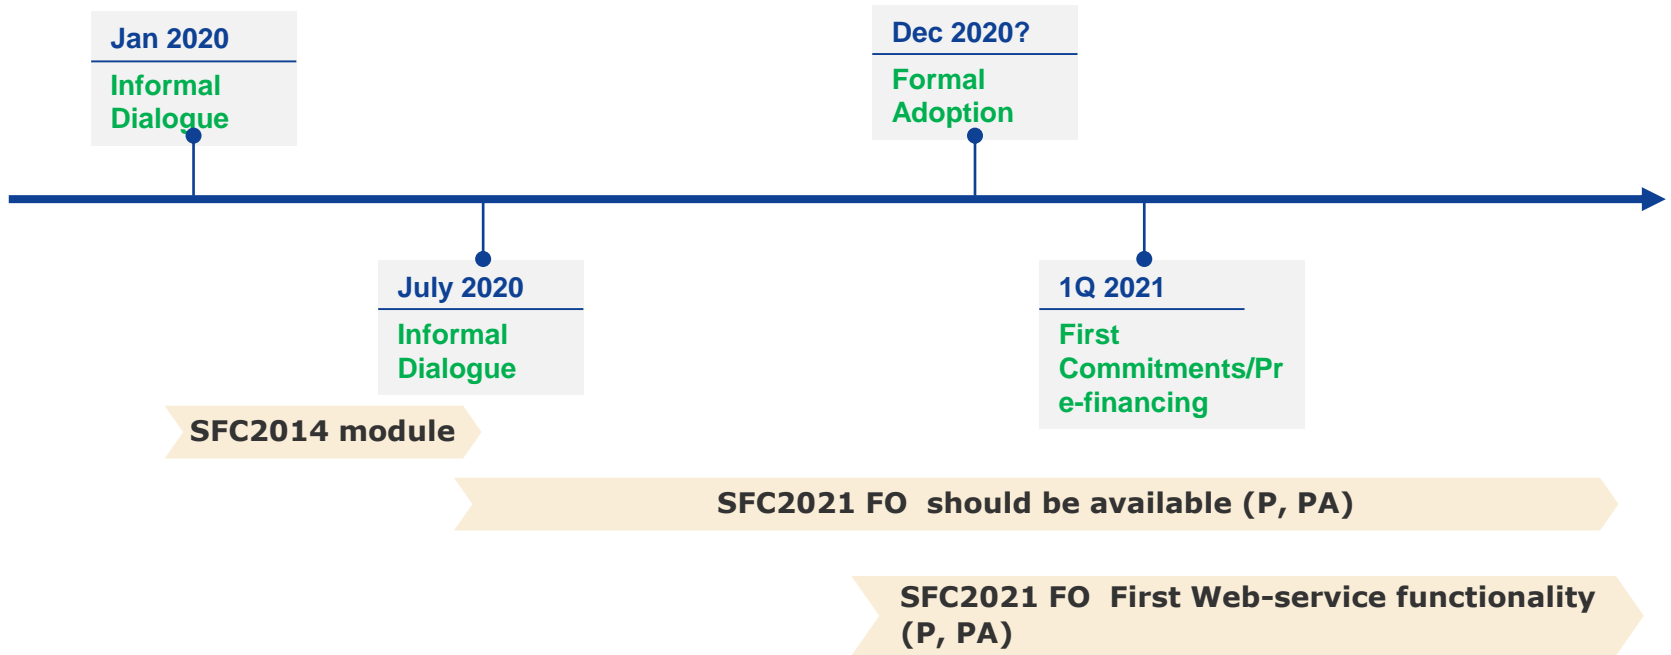 Jan 2020
Informal
Dialogue
Dec 2020?
Formal
Adoption
July 2020
Informal
Dialogue
1Q 2021
First
Commitments/Pr
e-financing
SFC2014 module
SFC2021 FO  should be available (P, PA)
SFC2021 FO  First Web-service functionality
(P, PA)